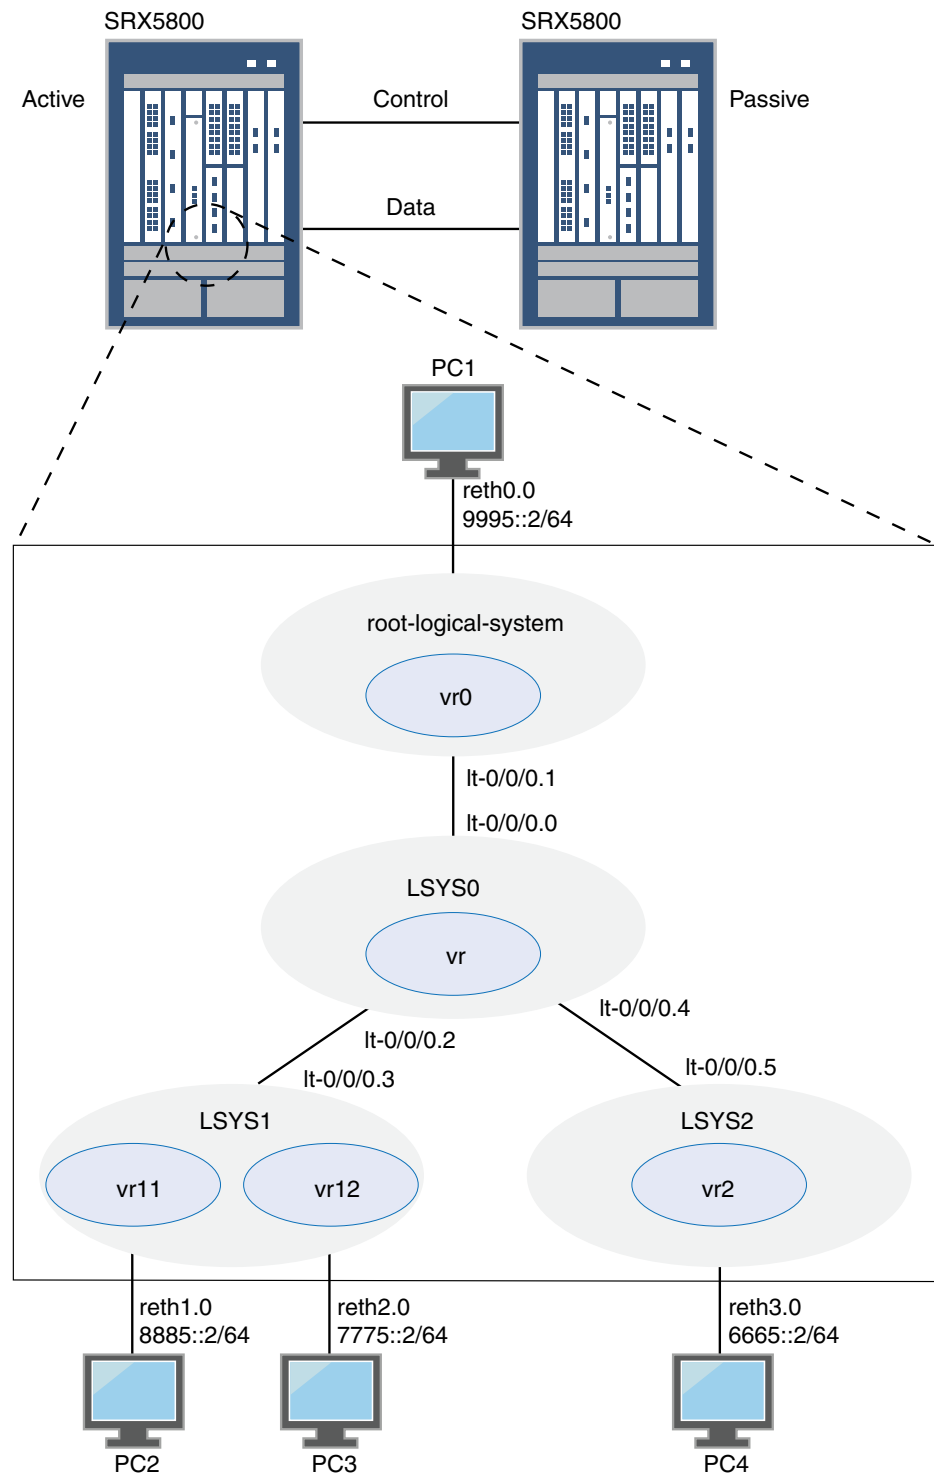 SRX5800
SRX5800
Active
Control
Passive
Data
PC1
reth0.0
9995::2/64
root-logical-system
vr0
lt-0/0/0.1
lt-0/0/0.0
LSYS0
vr
lt-0/0/0.4
lt-0/0/0.2
lt-0/0/0.5
lt-0/0/0.3
LSYS1
LSYS2
vr11
vr12
vr2
reth1.0
8885::2/64
reth2.0
7775::2/64
reth3.0
6665::2/64
PC2
PC3
PC4